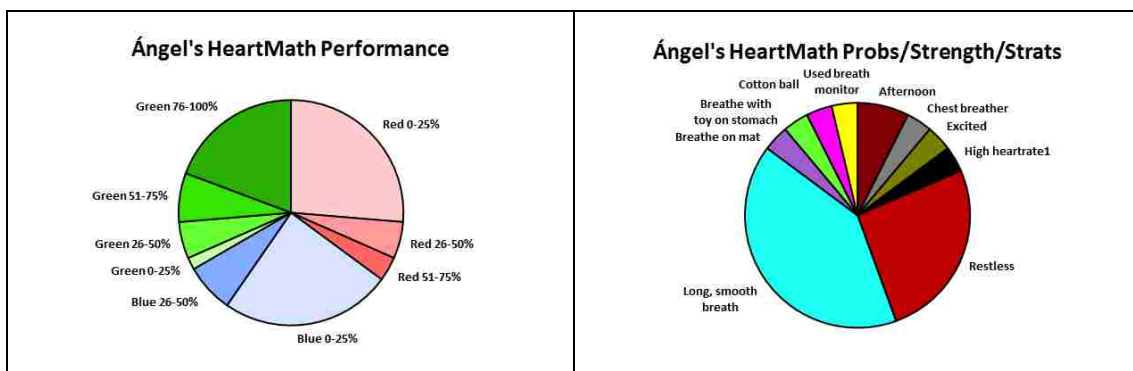 Ángel's HeartMath Performance
Green 76-100%
Red 0-25%
Green 51-75%
Green 26-50%
Red 26-50%
Green 0-25%
Red 51-75%
Blue 26-50%
Blue 0-25%
Ángel's HeartMath Probs/Strength/Strats
Used breath
monitor
Cotton ball
Afternoon
Breathe with
toy on stomach
Chest breather
Excited
Breathe on mat
High heartrate1
Restless
Long, smooth
breath